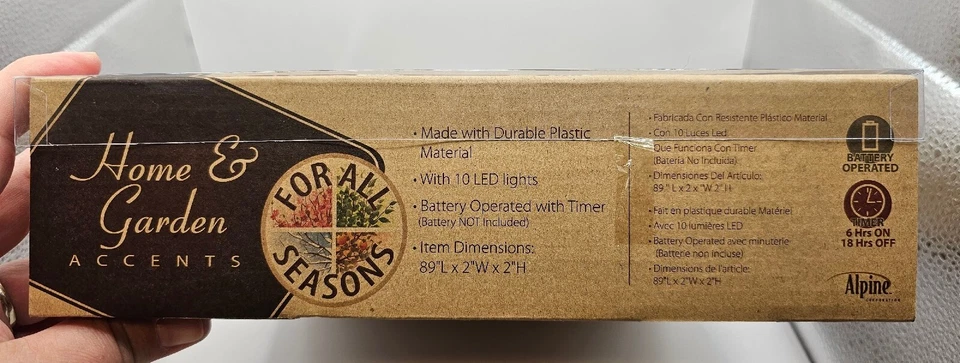 Home &
Garden
ACCENTS
FOR ALL
SEASONS
• Made with Durable Plastic
Material
• With 10 LED lights
• Battery Operated with Timer
(Battery NOT Included)
• Item Dimensions:
89"L x 2"W x 2"H
• Fabricada Con Resistente Plástico Material
• Con 10 Luces Led
Que Funciona Con Timer
(Batería No Incluida)
• Dimensiones Del Artículo:
89 " L x 2 x "W 2" H
• Fait en plastique durable Matériel
• Avec 10 lumières LED
• Battery Operated avec minuterie
(Batterie non incluse)
• Dimensions de l'article:
89"L x 2"W x 2"H
BATTERY
OPERATED
TIMER
6 Hrs ON
18 Hrs OFF
Alpine
CORPORATION